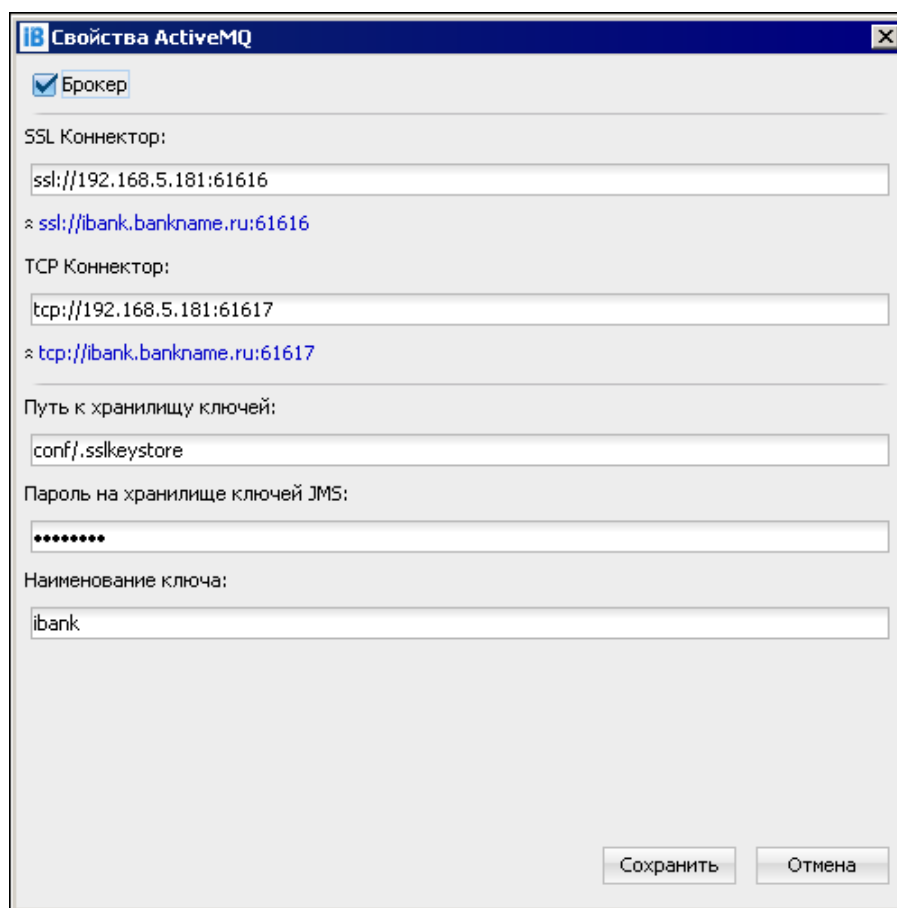 iB Свойства ActiveMQ
Брокер
SSL Коннектор:
ssl://192.168.5.181:61616
ssl://ibank.bankname.ru:61616
TCP Коннектор:
tcp://192.168.5.181:61617
tcp://ibank.bankname.ru:61617
Путь к хранилищу ключей:
conf/.sslkeystore
Пароль на хранилище ключей JMS:
••••••••
Наименование ключа:
ibank
Сохранить Отмена